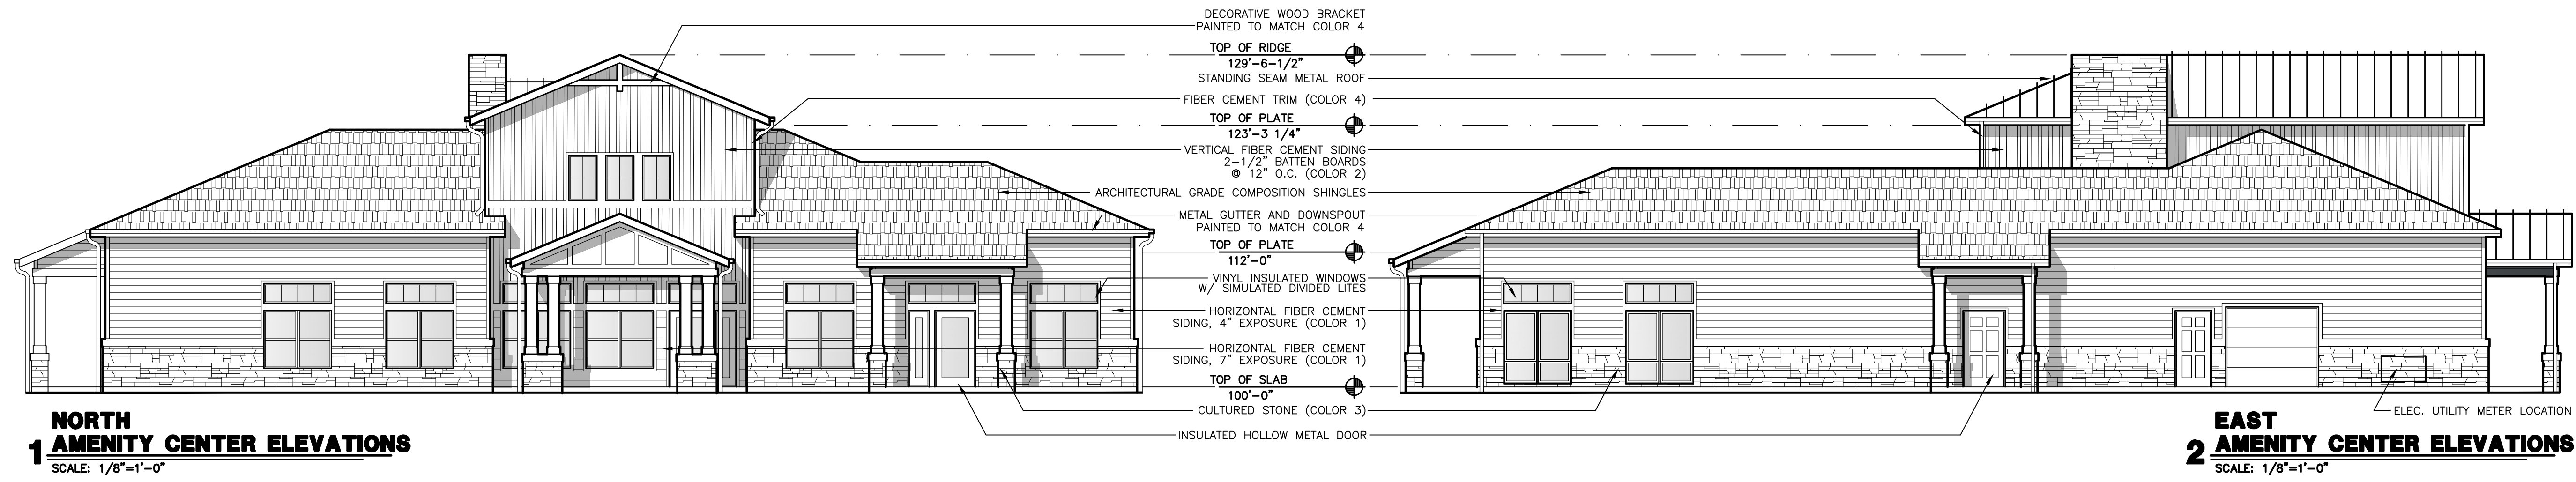 DECORATIVE WOOD BRACKET
PAINTED TO MATCH COLOR 4
TOP OF RIDGE
129'-6-1/2"
STANDING SEAM METAL ROOF
FIBER CEMENT TRIM (COLOR 4)
TOP OF PLATE
123'-3 1/4"
VERTICAL FIBER CEMENT SIDING
2-1/2" BATTEN BOARDS
@ 12" O.C. (COLOR 2)
ARCHITECTURAL GRADE COMPOSITION SHINGLES
METAL GUTTER AND DOWNSPOUT
PAINTED TO MATCH COLOR 4
TOP OF PLATE
112'-0"
VINYL INSULATED WINDOWS
W/ SIMULATED DIVIDED LITES
HORIZONTAL FIBER CEMENT
SIDING, 4" EXPOSURE (COLOR 1)
HORIZONTAL FIBER CEMENT
SIDING, 7" EXPOSURE (COLOR 1)
TOP OF SLAB
100'-0"
CULTURED STONE (COLOR 3)
INSULATED HOLLOW METAL DOOR
ELEC. UTILITY METER LOCATION
NORTH
1 AMENITY CENTER ELEVATIONS
SCALE: 1/8"=1'-0"
EAST
2 AMENITY CENTER ELEVATIONS
SCALE: 1/8"=1'-0"